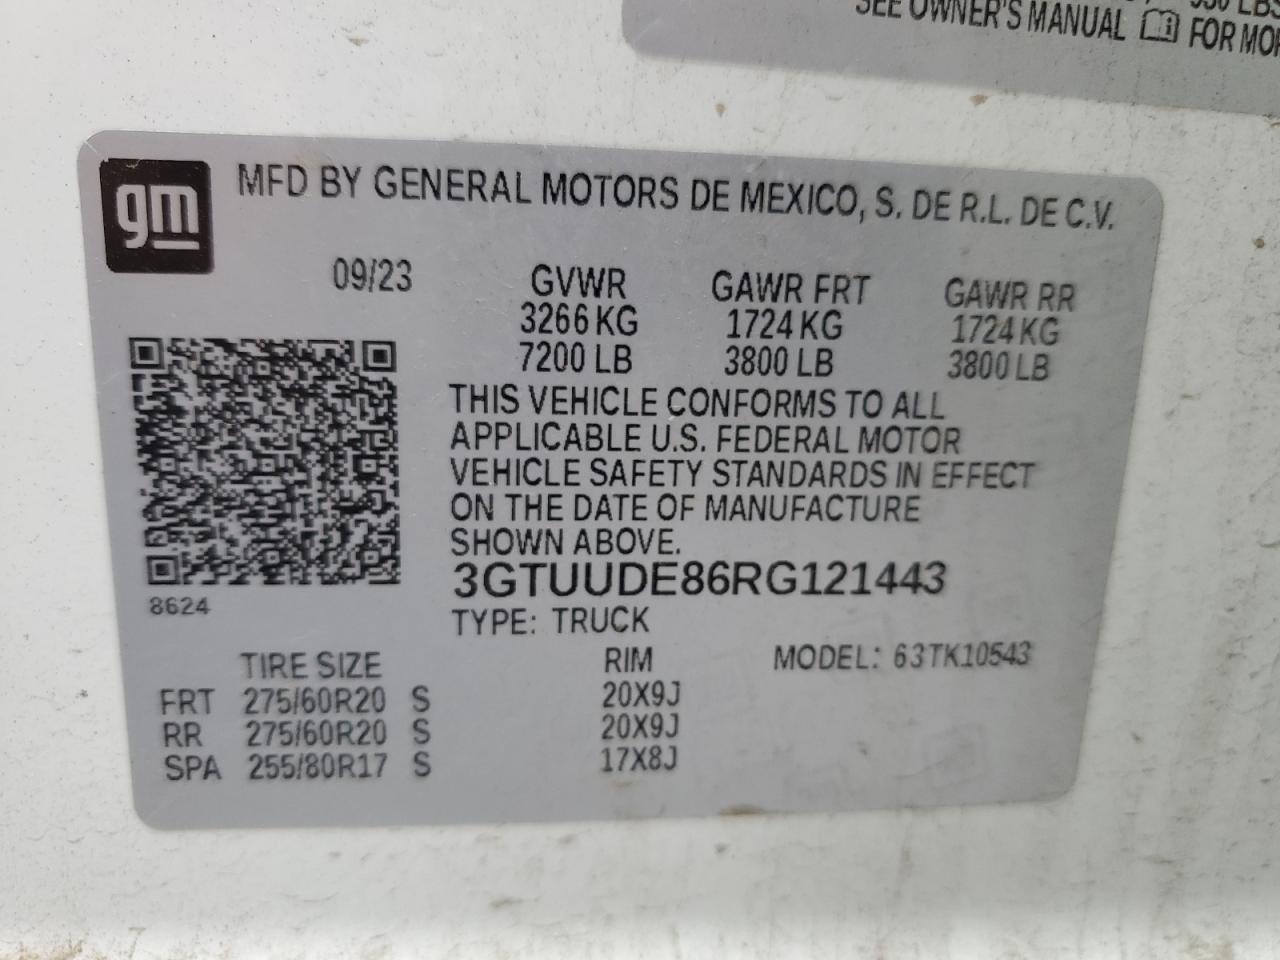 SEE OWNER'S MANUAL FOR
gm
MFD BY GENERAL MOTORS DE MEXICO, S. DE R.L. DE C.V.
09/23 GVWR GAWR FRT GAWR RR
3266 KG 1724 KG 1724 KG
7200 LB 3800 LB 3800 LB
THIS VEHICLE CONFORMS TO ALL
APPLICABLE U.S. FEDERAL MOTOR
VEHICLE SAFETY STANDARDS IN EFFECT
ON THE DATE OF MANUFACTURE
SHOWN ABOVE.
3GTUUDE86RG121443
8624
TYPE: TRUCK
TIRE SIZE RIM MODEL: 63TK10543
FRT 275/60R20 S 20X9J
RR 275/60R20 S 20X9J
SPA 255/80R17 S 17X8J